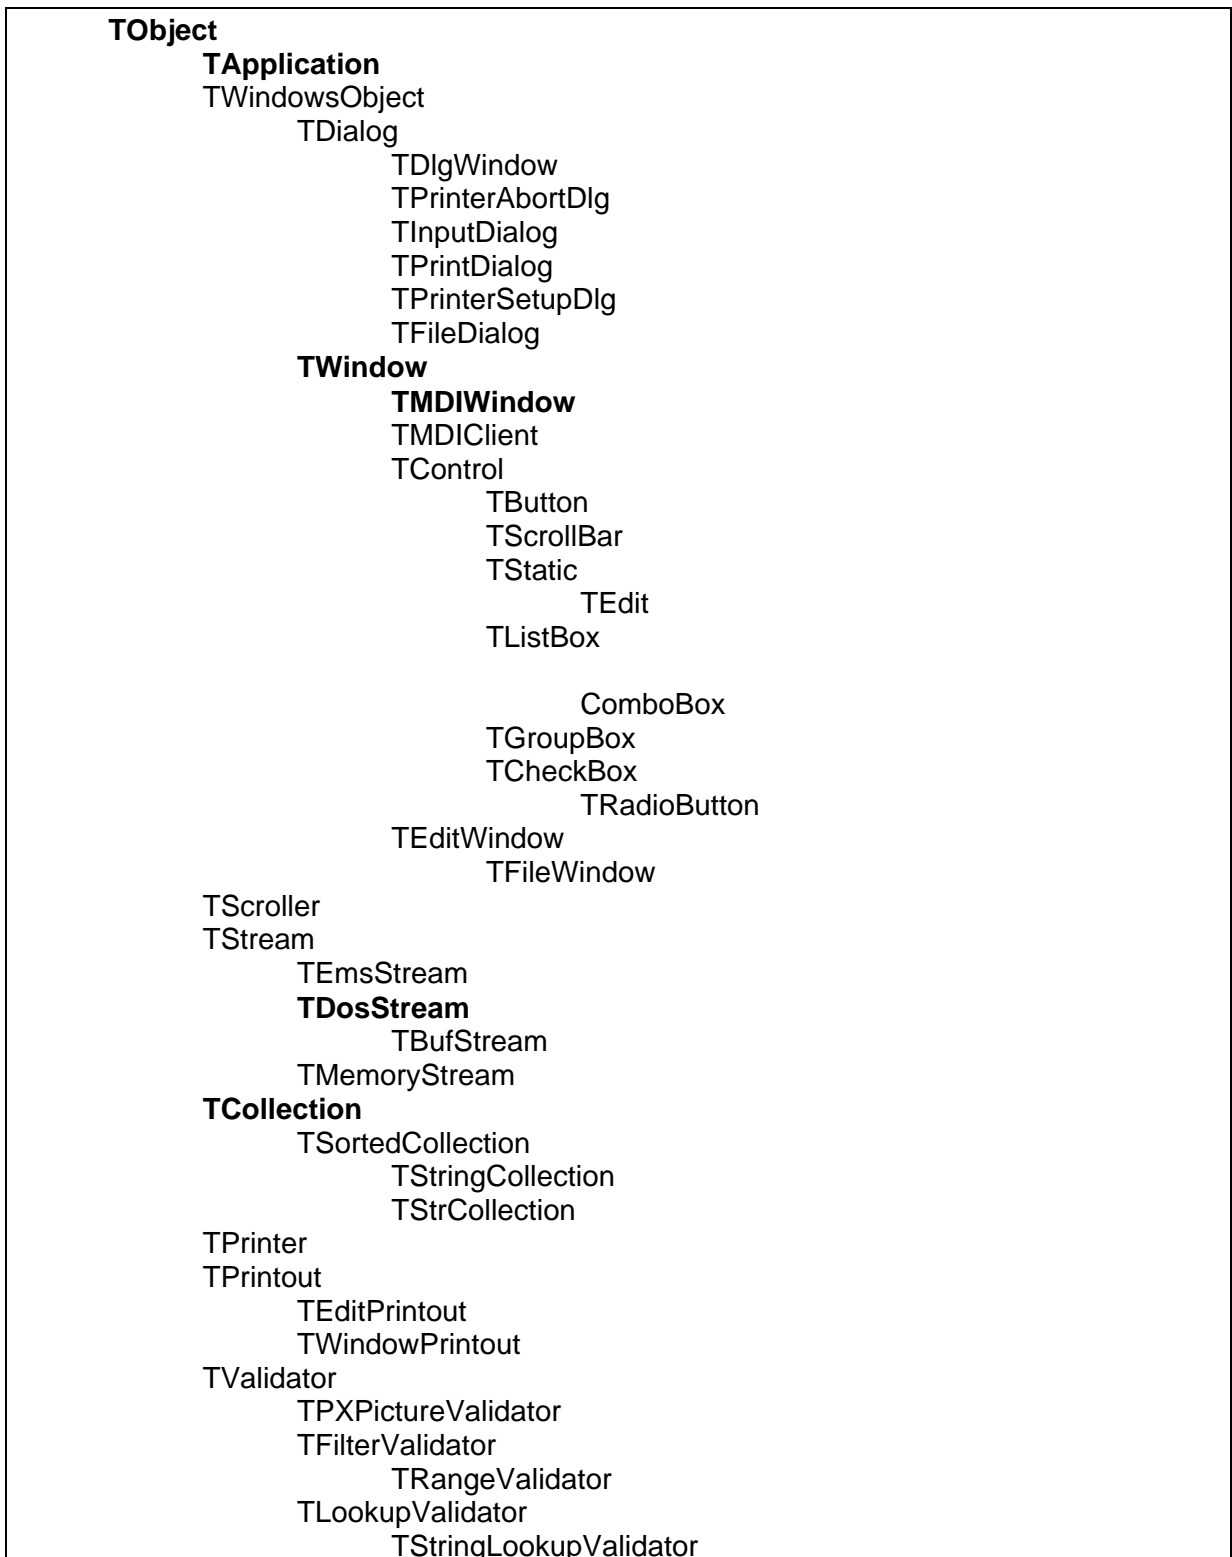 TObject
TApplication
TWindowsObject
TDialog
TDlgWindow
TPrinterAbortDlg
TInputDialog
TPrintDialog
TPrinterSetupDlg
TFileDialog
TWindow
TMDIWindow
TMDIClient
TControl
TButton
TScrollBar
TStatic
TEdit
TListBox
ComboBox
TGroupBox
TCheckBox
TRadioButton
TEditWindow
TFileWindow
TScroller
TStream
TEmsStream
TDosStream
TBufStream
TMemoryStream
TCollection
TSortedCollection
TStringCollection
TStrCollection
TPrinter
TPrintout
TEditPrintout
TWindowPrintout
TValidator
TPXPictureValidator
TFilterValidator
TRangeValidator
TLookupValidator
TStringLookupValidator